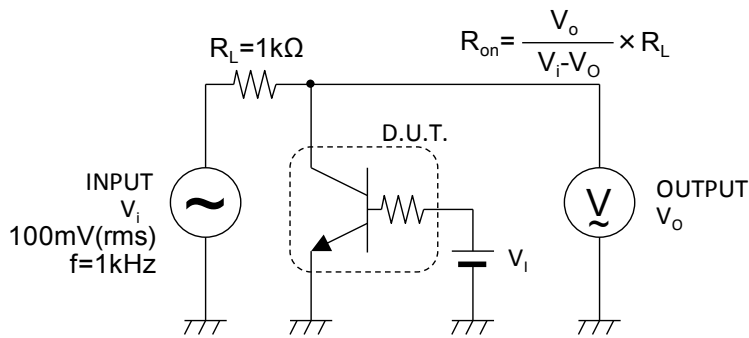 R_L=1kΩ
R_on= V_o / V_i-V_O × R_L
D.U.T.
INPUT
V_i
100mV(rms)
f=1kHz
~
V_I
V
~
OUTPUT
V_O